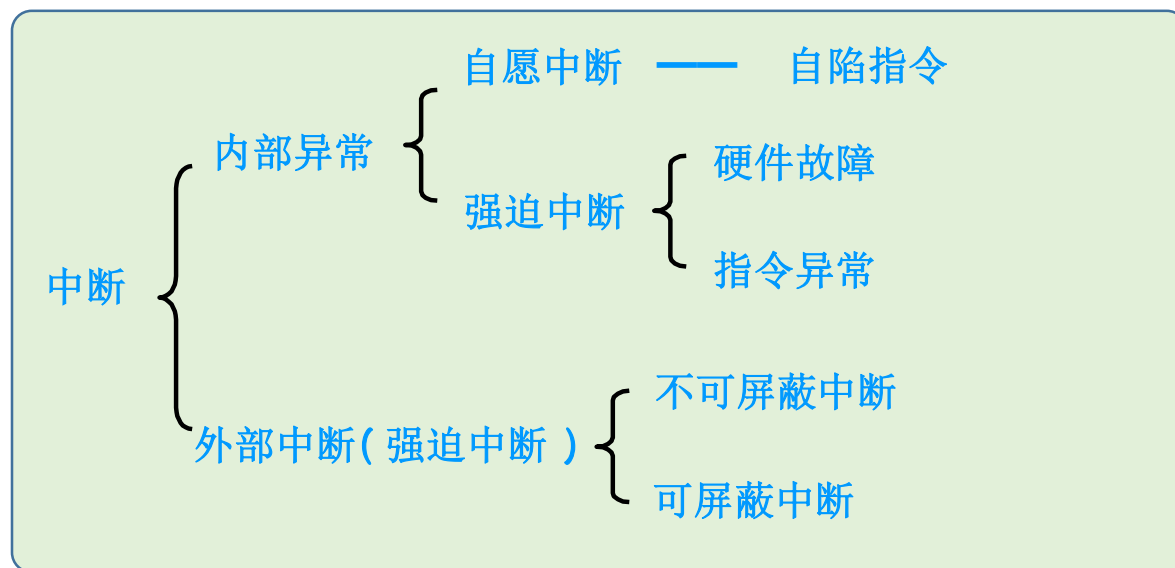 自愿中断 —— 自陷指令
内部异常
硬件故障
强迫中断
指令异常
中断
不可屏蔽中断
外部中断( 强迫中断 )
可屏蔽中断